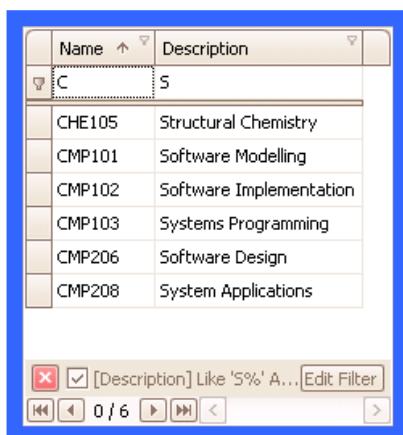 Name Description
C S
CHE105 Structural Chemistry
CMP101 Software Modelling
CMP102 Software Implementation
CMP103 Systems Programming
CMP206 Software Design
CMP208 System Applications
[Description] Like 'S%' A... Edit Filter
0 / 6